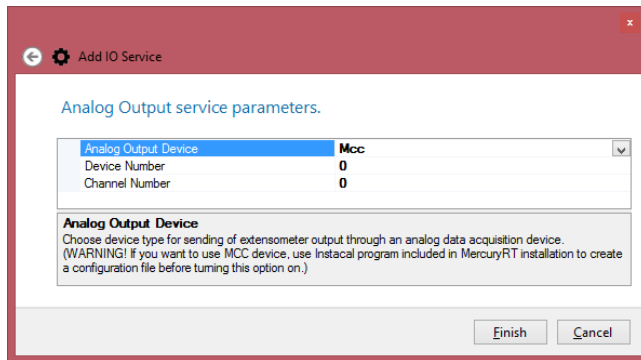 x
Add IO Service
Analog Output service parameters.
Analog Output Device Mcc
Device Number 0
Channel Number 0
Analog Output Device
Choose device type for sending of extensometer output through an analog data acquisition device.
(WARNING! If you want to use MCC device, use Instacal program included in MercuryRT installation to create
a configuration file before turning this option on.)
Finish Cancel